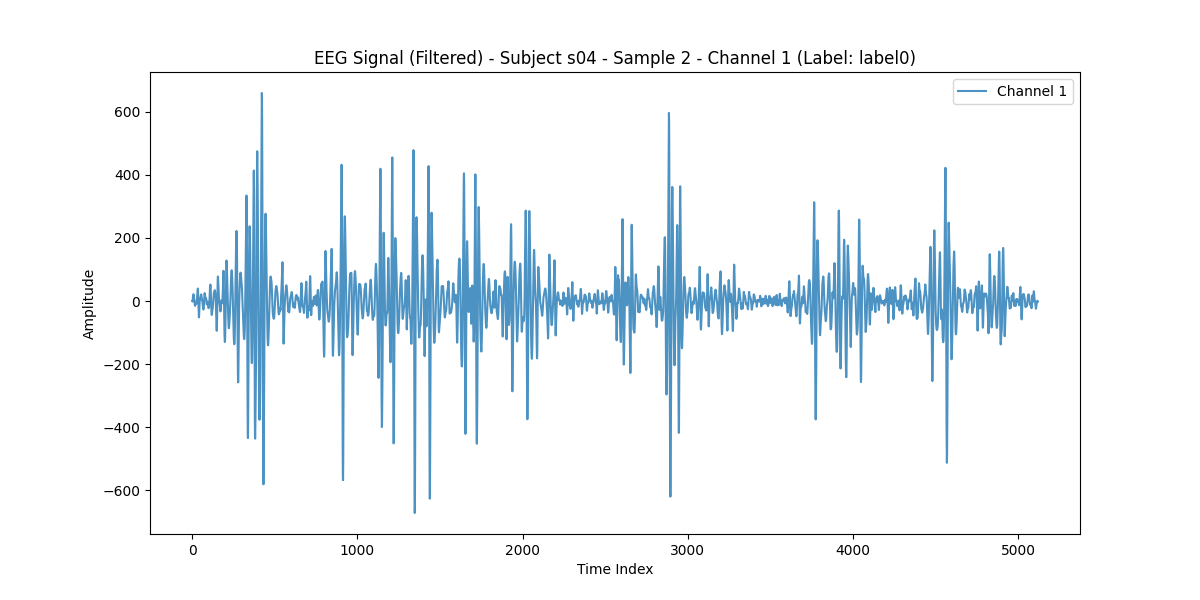 EEG Signal (Filtered) - Subject s04 - Sample 2 - Channel 1 (Label: label0)
Channel 1
600
400
200
0
−200
−400
−600
Amplitude
0 1000 2000 3000 4000 5000
Time Index